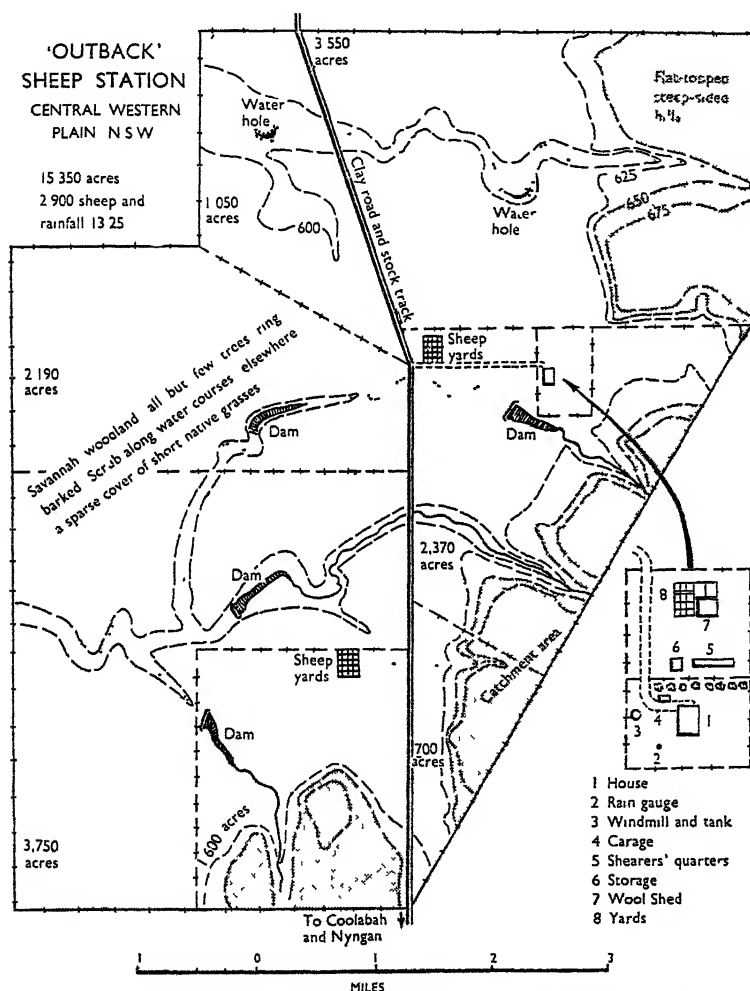 'OUTBACK'
SHEEP STATION
CENTRAL WESTERN
PLAIN N S W
15 350 acres
2 900 sheep and
rainfall 13 25
3 550
acres
Flat-topped
steep-sided
hills
Water
hole
1 050
acres
600
Clay road and stock track
Water
hole
625
650
675
Sheep
yards
2 190
acres
Savannah woodland all but few trees ring
barked Scrub along water courses elsewhere
a sparse cover of short native grasses
Dam
Dam
2,370
acres
Dam
Sheep
yards
Catchment area
Dam
700
acres
1 600 acres
3,750
acres
8
7
6
5
4
1
3
2
1 House
2 Rain gauge
3 Windmill and tank
4 Carage
5 Shearers' quarters
6 Storage
7 Wool Shed
8 Yards
To Coolabah
and Nyngan
1 0 1 2 3
MILES